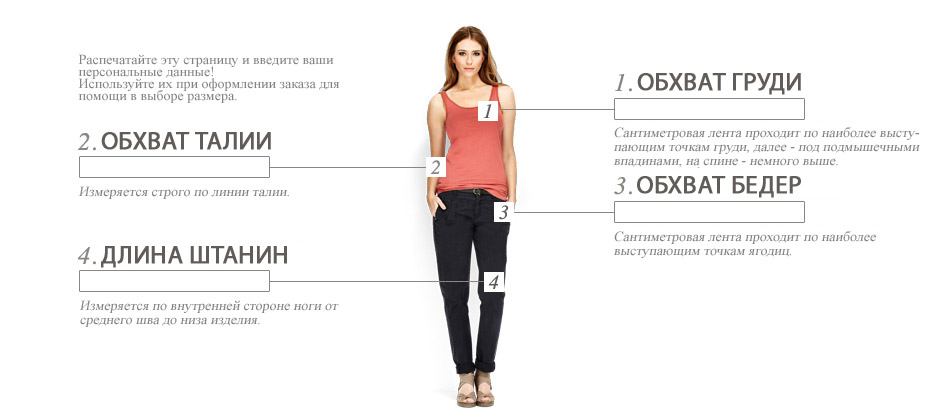 Распечатайте эту страницу и введите ваши
персональные данные!
Используйте их при оформлении заказа для
помощи в выборе размера.
1. ОБХВАТ ГРУДИ
Сантиметровая лента проходит по наиболее высту-
пающим точкам груди, далее - под подмышечными
впадинами, на спине - немного выше.
2. ОБХВАТ ТАЛИИ
Измеряется строго по линии талии.
3. ОБХВАТ БЕДЕР
Сантиметровая лента проходит по наиболее
выступающим точкам ягодиц.
4. ДЛИНА ШТАНИН
Измеряется по внутренней стороне ноги от
среднего шва до низа изделия.
1
2
3
4